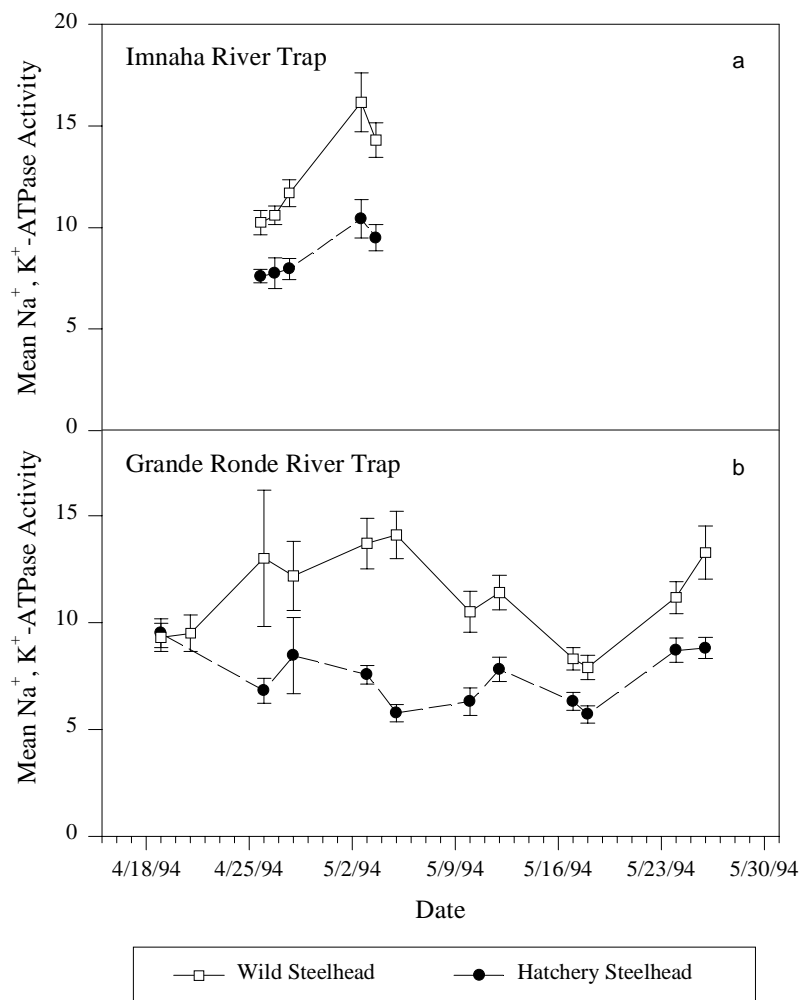 20
Imnaha River Trap
a
15
10
5
0
Mean Na+, K+-ATPase Activity
Grande Ronde River Trap
b
15
10
5
0
Mean Na+, K+-ATPase Activity
4/18/94 4/25/94 5/2/94 5/9/94 5/16/94 5/23/94 5/30/94
Date
Wild Steelhead Hatchery Steelhead